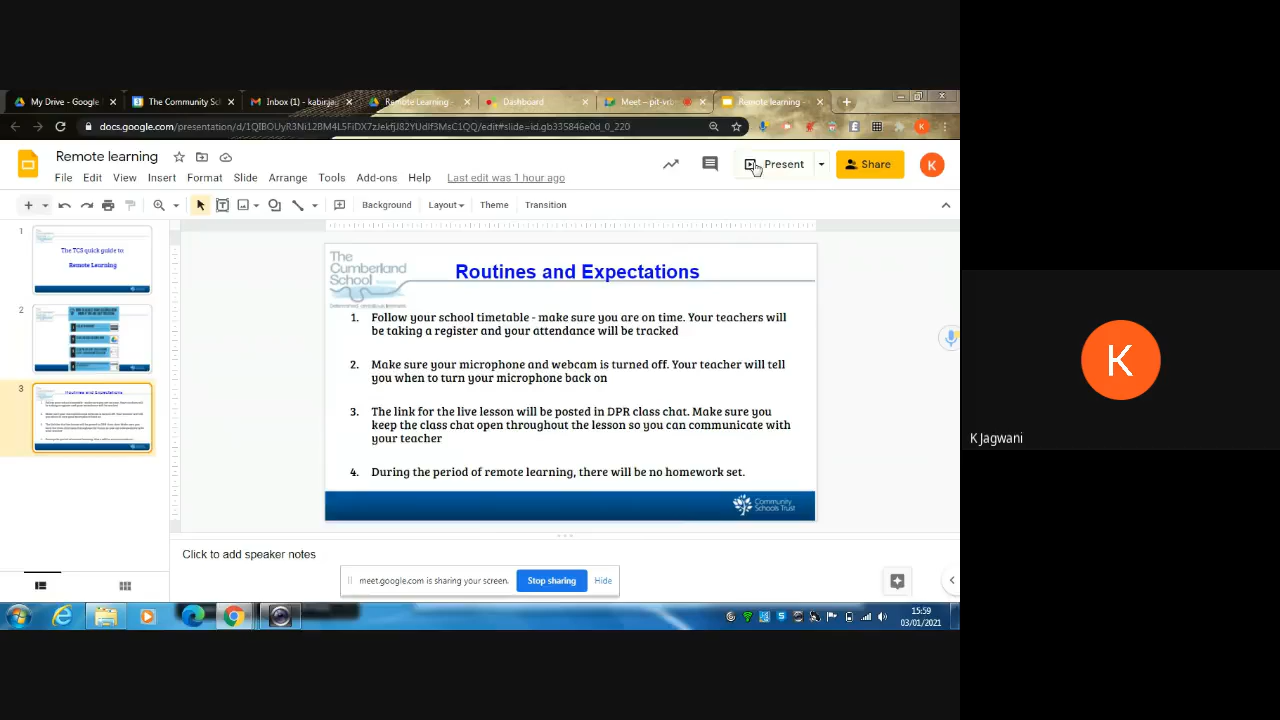 My Drive - Google
The Community Sc
Inbox (1) - kabirjag
Remote Learning -
Dashboard
Meet – pit-vrb
Remote learning -
docs.google.com/presentation/d/
/edit#slide=id.gb335846e0d_0_220
Remote learning
Present
Share
K
File Edit View Insert Format Slide Arrange Tools Add-ons Help Last edit was 1 hour ago
Background Layout Theme Transition
1
The TCS quick guide to:
Remote Learning
2
3
Routines and Expectations
The
Cumberland
School
Routines and Expectations
1. Follow your school timetable - make sure you are on time. Your teachers will
be taking a register and your attendance will be tracked
2. Make sure your microphone and webcam is turned off. Your teacher will tell
you when to turn your microphone back on
3. The link for the live lesson will be posted in DPR class chat. Make sure you
keep the class chat open throughout the lesson so you can communicate with
your teacher
4. During the period of remote learning, there will be no homework set.
Community
Schools Trust
Click to add speaker notes
meet.google.com is sharing your screen.
Stop sharing
Hide
15:59
03/01/2021
K
K Jagwani